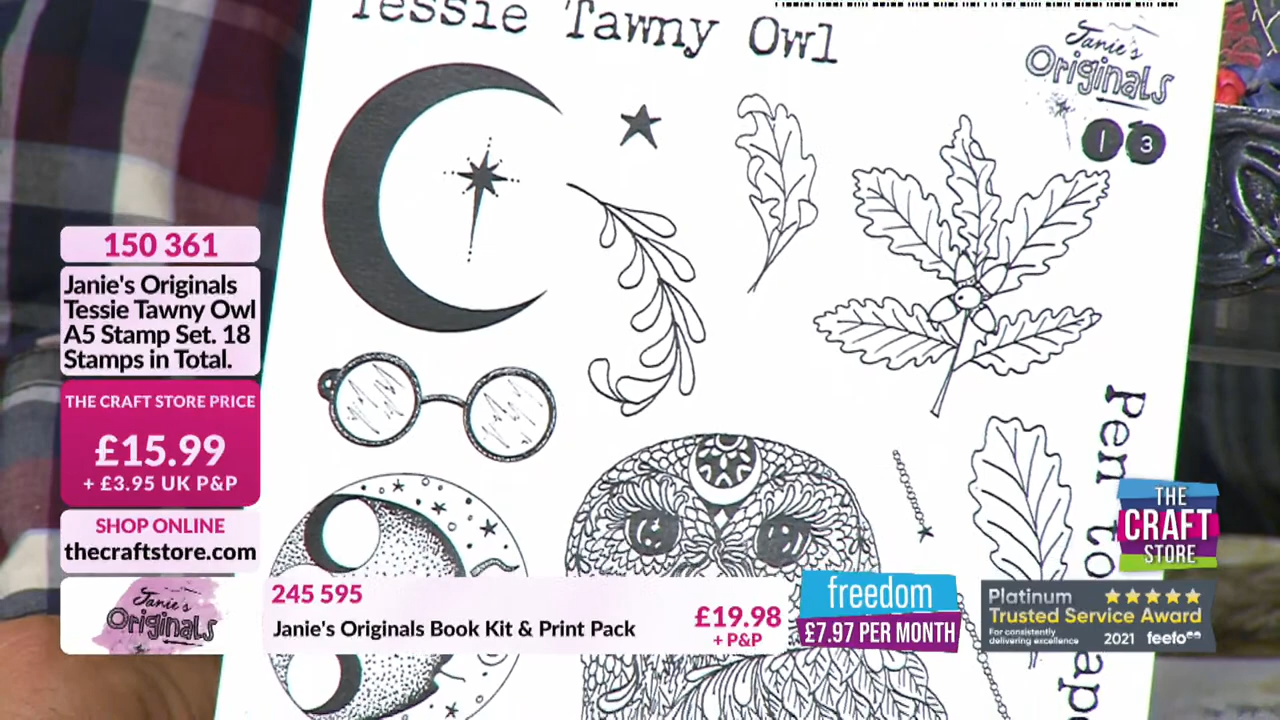 Tessie Tawny Owl
Janie's
Originals
1 3
150 361
Janie's Originals
Tessie Tawny Owl
A5 Stamp Set. 18
Stamps in Total.
THE CRAFT STORE PRICE
£15.99
+ £3.95 UK P&P
SHOP ONLINE
thecraftstore.com
Pen to
THE
CRAFT
STORE
Janie's
Originals
245 595
Janie's Originals Book Kit & Print Pack
£19.98
+ P&P
freedom
£7.97 PER MONTH
Platinum
Trusted Service Award
For consistently
delivering excellence
2021 feefo